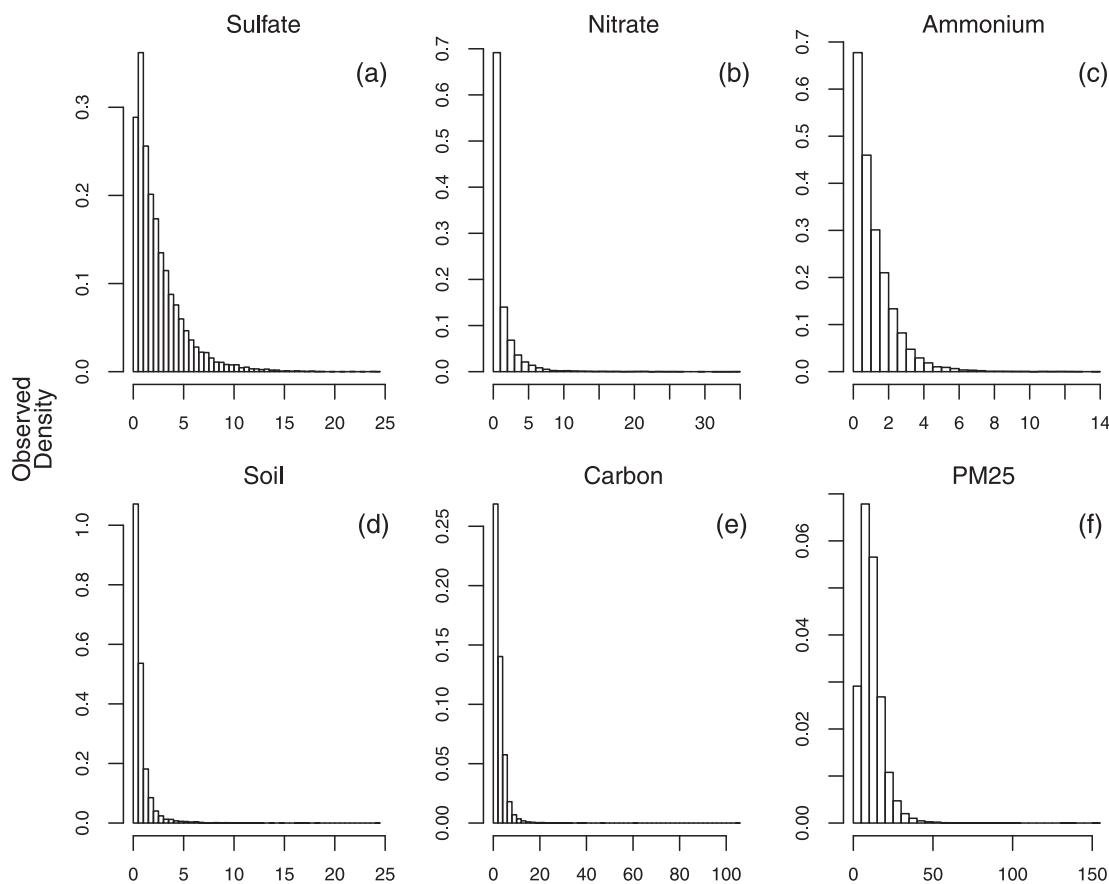 Sulfate
(a)
0.0 0.1 0.2 0.3
0 5 10 15 20 25
Nitrate
(b)
0.0 0.1 0.2 0.3 0.4 0.5 0.6 0.7
0 5 10 20 30
Ammonium
(c)
0.0 0.1 0.2 0.3 0.4 0.5 0.6 0.7
0 2 4 6 8 10 14
Observed
Density
Soil
(d)
0.0 0.2 0.4 0.6 0.8 1.0
0 5 10 15 20 25
Carbon
(e)
0.00 0.05 0.10 0.15 0.20 0.25
0 20 40 60 80 100
PM25
(f)
0.00 0.02 0.04 0.06
0 50 100 150